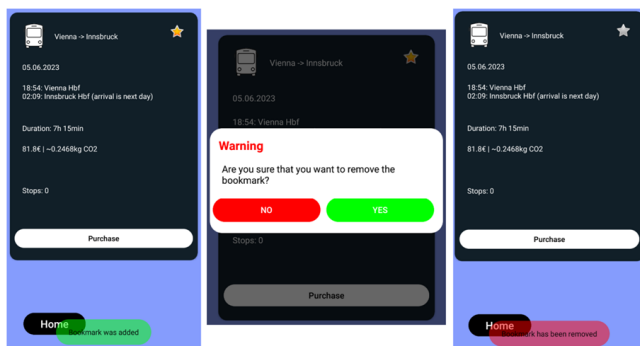 Vienna -> Innsbruck
05.06.2023
18:54: Vienna Hbf
02:09: Innsbruck Hbf (arrival is next day)
Duration: 7h 15min
81.8€ | ~0.2468kg CO2
Stops: 0
Purchase
Home
Bookmark was added
Vienna -> Innsbruck
05.06.2023
18:54: Vienna Hbf
Warning
Are you sure that you want to remove the
bookmark?
NO
YES
Stops: 0
Purchase
Vienna -> Innsbruck
05.06.2023
18:54: Vienna Hbf
02:09: Innsbruck Hbf (arrival is next day)
Duration: 7h 15min
81.8€ | ~0.2468kg CO2
Stops: 0
Purchase
Home
Bookmark has been removed